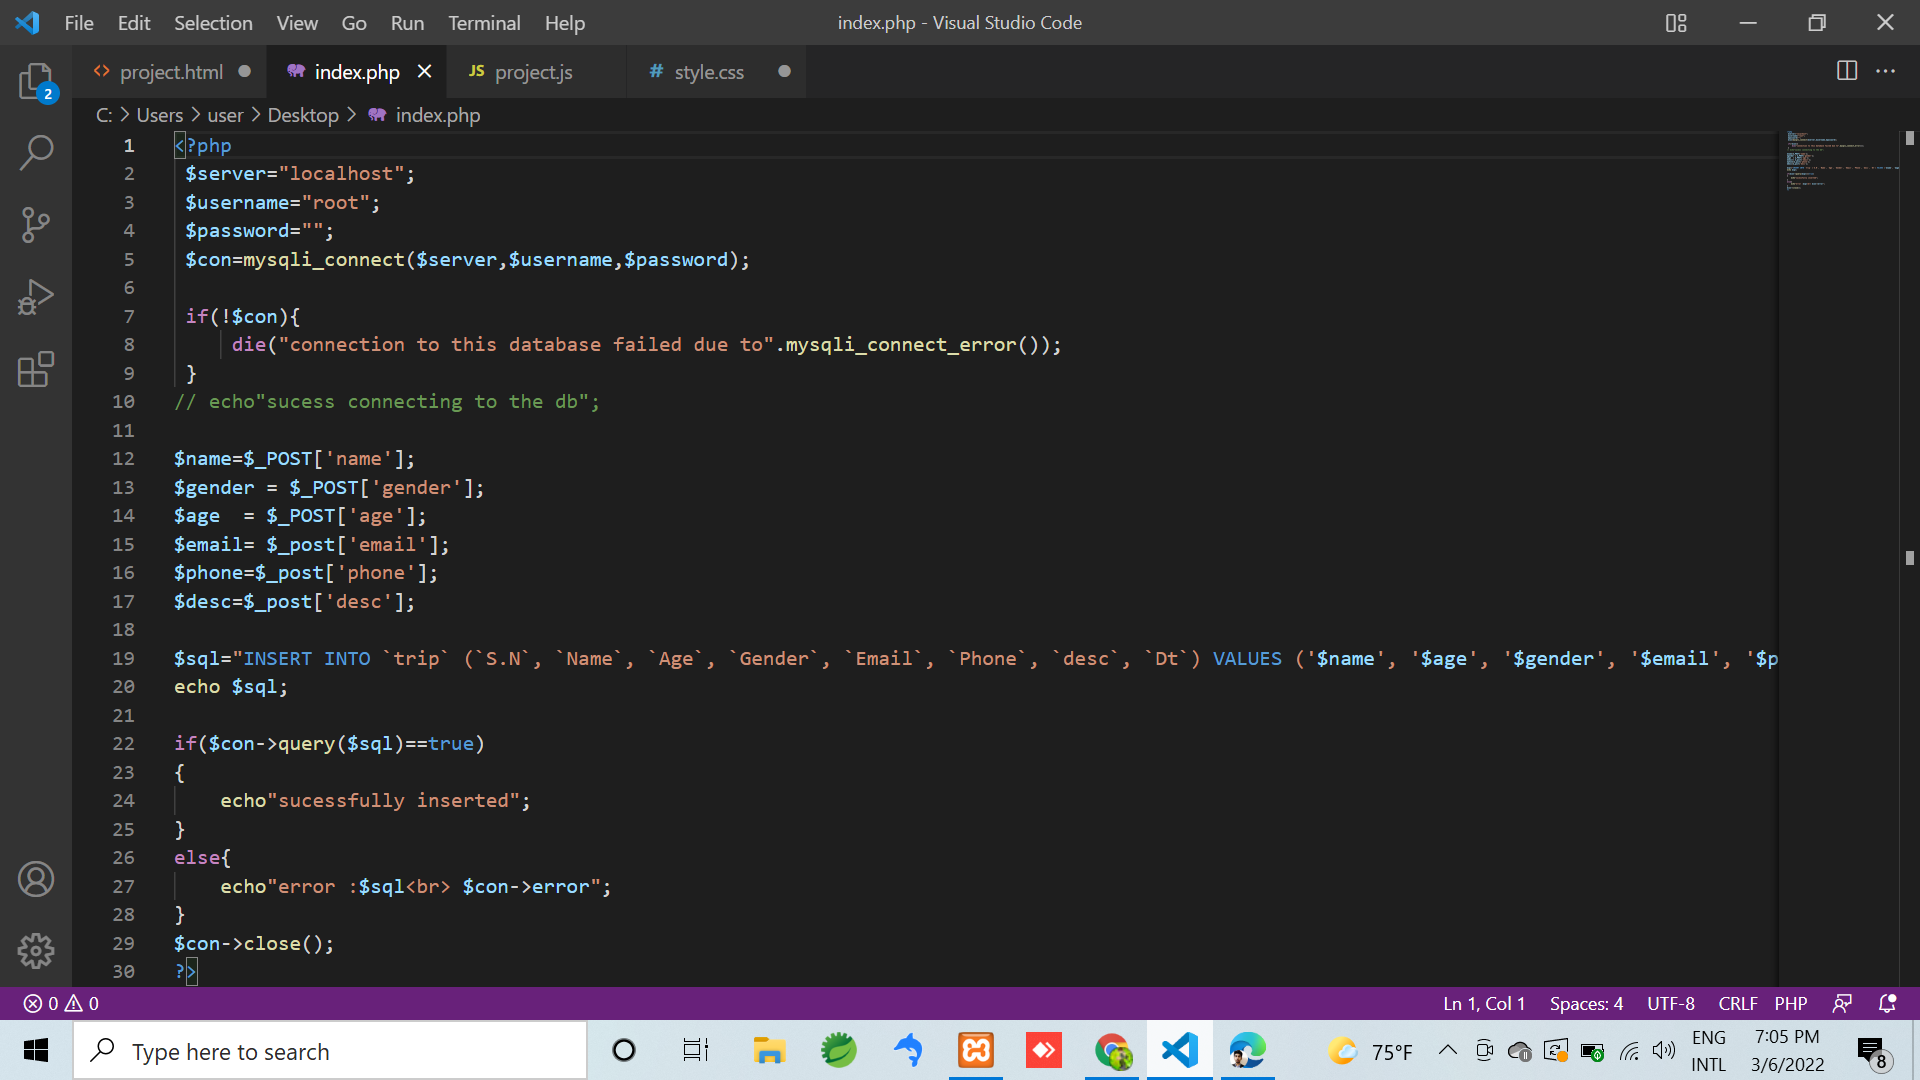 File Edit Selection View Go Run Terminal Help
index.php - Visual Studio Code
project.html index.php JS project.js # style.css
2
C: > Users > user > Desktop > index.php
1 <?php
2 $server="localhost";
3 $username="root";
4 $password="";
5 $con=mysqli_connect($server,$username,$password);
6
7 if(!$con){
8 die("connection to this database failed due to".mysqli_connect_error());
9 }
10 // echo"sucess connecting to the db";
11
12 $name=$_POST['name'];
13 $gender = $_POST['gender'];
14 $age  = $_POST['age'];
15 $email= $_post['email'];
16 $phone=$_post['phone'];
17 $desc=$_post['desc'];
18
19 $sql="INSERT INTO `trip` (`S.N`, `Name`, `Age`, `Gender`, `Email`, `Phone`, `desc`, `Dt`) VALUES ('$name', '$age', '$gender', '$email', '$p
20 echo $sql;
21
22 if($con->query($sql)==true)
23 {
24 echo"sucessfully inserted";
25 }
26 else{
27 echo"error :$sql<br> $con->error";
28 }
29 $con->close();
30 ?>
0 0 Ln 1, Col 1 Spaces: 4 UTF-8 CRLF PHP
Type here to search
75°F
ENG
INTL
7:05 PM
3/6/2022
8